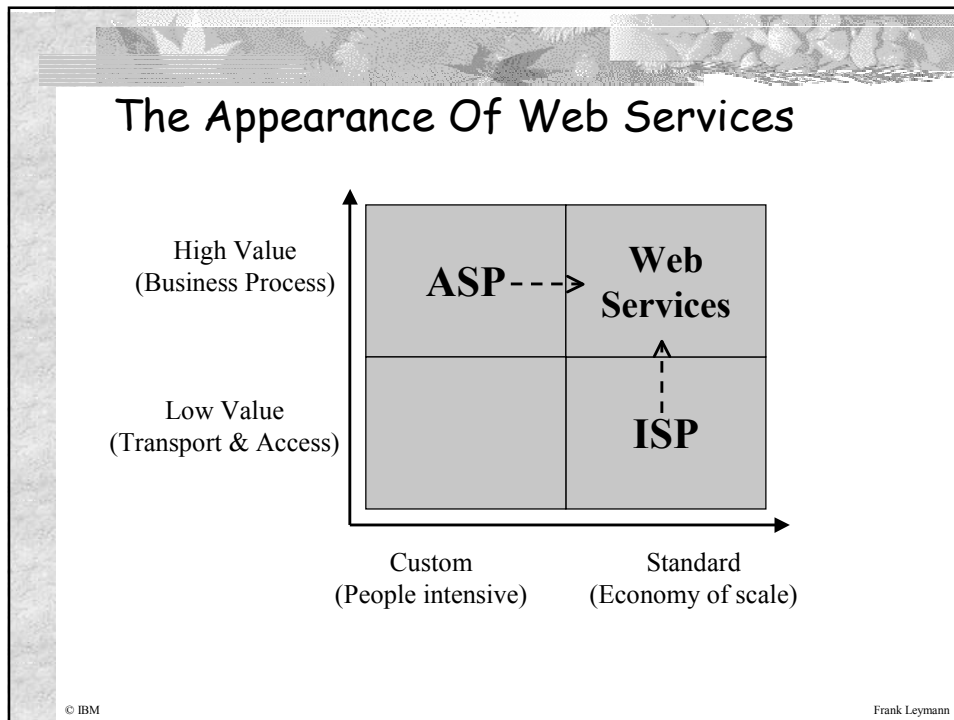 The Appearance Of Web Services
High Value
(Business Process)
ASP
Web
Services
Low Value
(Transport & Access)
ISP
Custom
(People intensive)
Standard
(Economy of scale)
© IBM
Frank Leymann